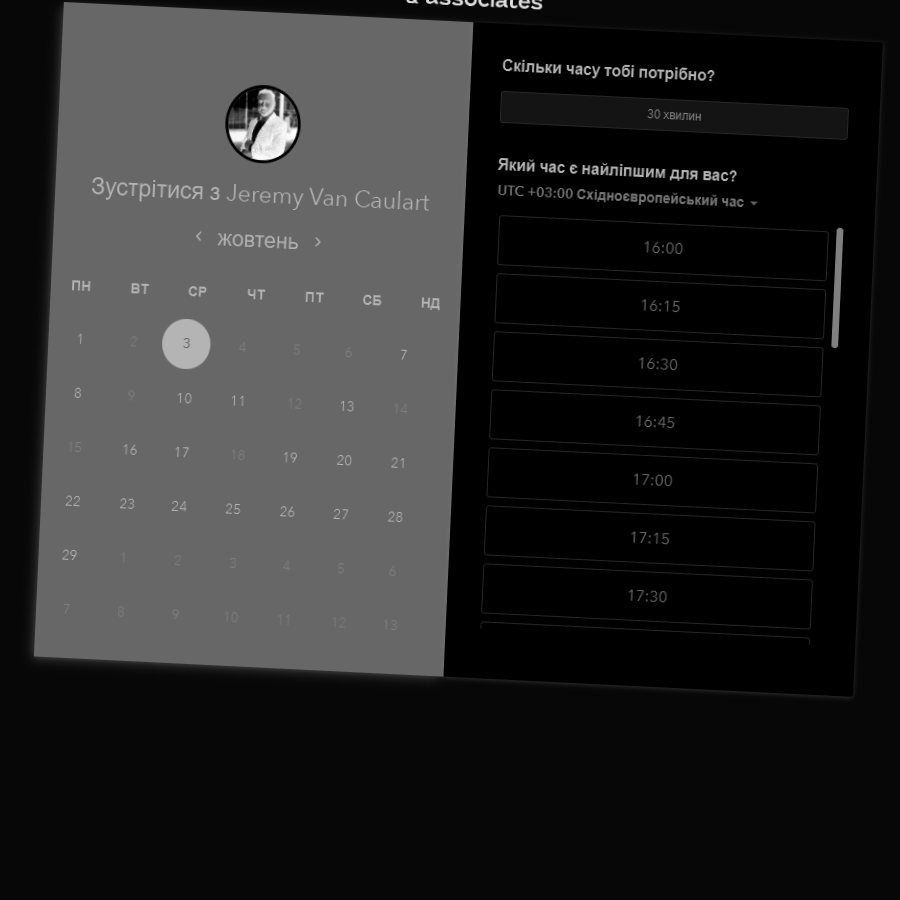 & associates
Зустрітися з Jeremy Van Caulart
жовтень
ПН ВТ СР ЧТ ПТ СБ НД
1 2 3 4 5 6 7
8 9 10 11 12 13 14
15 16 17 18 19 20 21
22 23 24 25 26 27 28
29 1 2 3 4 5 6
7 8 9 10 11 12 13
Скільки часу тобі потрібно?
30 хвилин
Який час є найліпшим для вас?
UTC +03:00 Східноєвропейський час
16:00
16:15
16:30
16:45
17:00
17:15
17:30